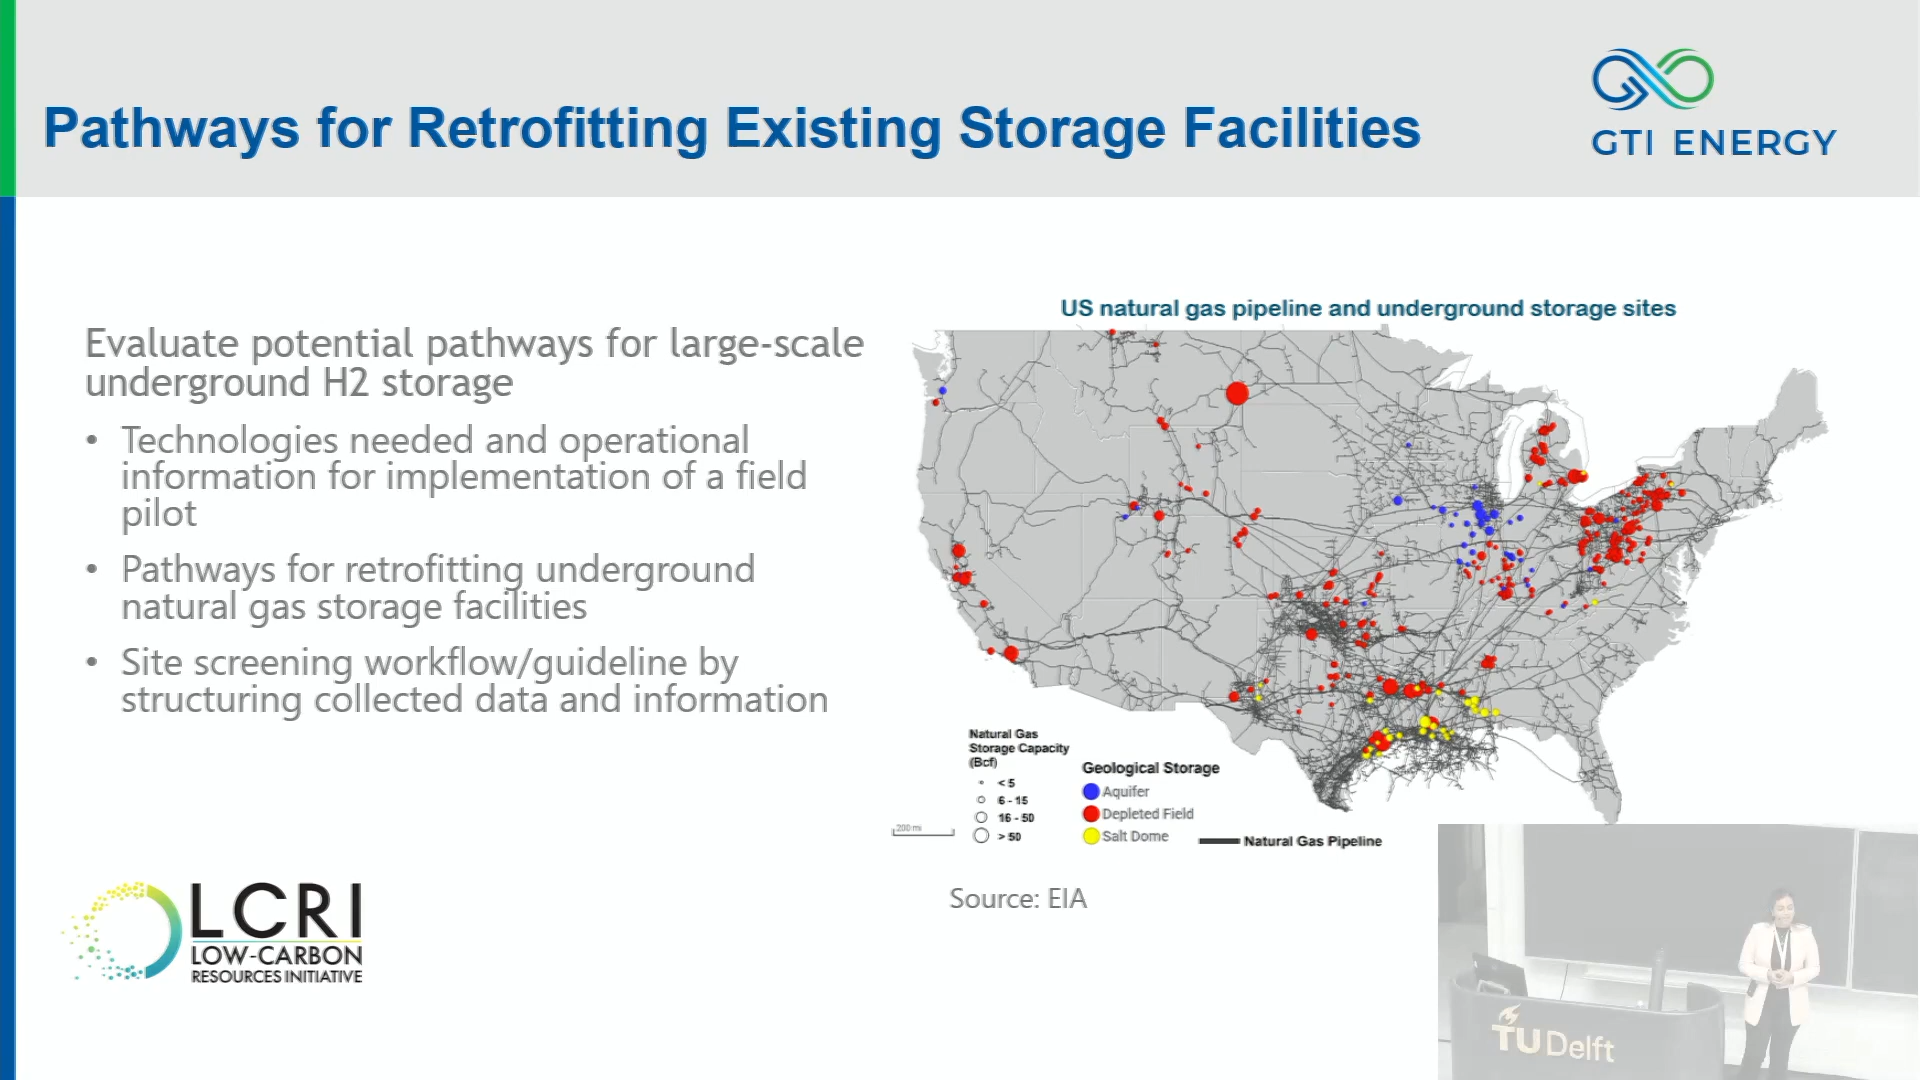 Pathways for Retrofitting Existing Storage Facilities
GTI ENERGY
Evaluate potential pathways for large-scale
underground H2 storage
• Technologies needed and operational
information for implementation of a field
pilot
• Pathways for retrofitting underground
natural gas storage facilities
• Site screening workflow/guideline by
structuring collected data and information
US natural gas pipeline and underground storage sites
Natural Gas
Storage Capacity
(Bcf)
< 5
6 - 15
16 - 50
> 50
Geological Storage
Aquifer
Depleted Field
Salt Dome
Natural Gas Pipeline
200 mi
Source: EIA
LCRI
LOW-CARBON
RESOURCES INITIATIVE
TU Delft